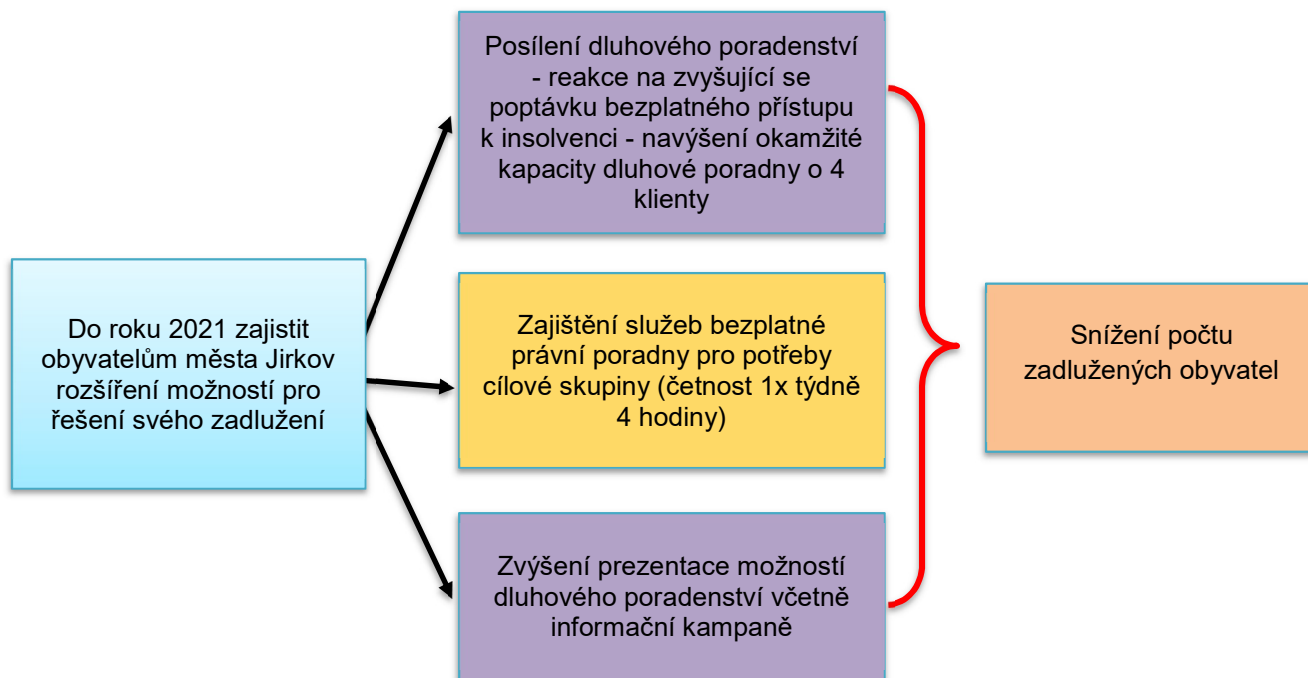 Do roku 2021 zajistit
obyvatelům města Jirkov
rozšíření možností pro
řešení svého zadlužení
Posílení dluhového poradenství
- reakce na zvyšující se
poptávku bezplatného přístupu
k insolvenci - navýšení okamžité
kapacity dluhové poradny o 4
klienty
Zajištění služeb bezplatné
právní poradny pro potřeby
cílové skupiny (četnost 1x týdně
4 hodiny)
Zvýšení prezentace možností
dluhového poradenství včetně
informační kampaně
Snížení počtu
zadlužených obyvatel